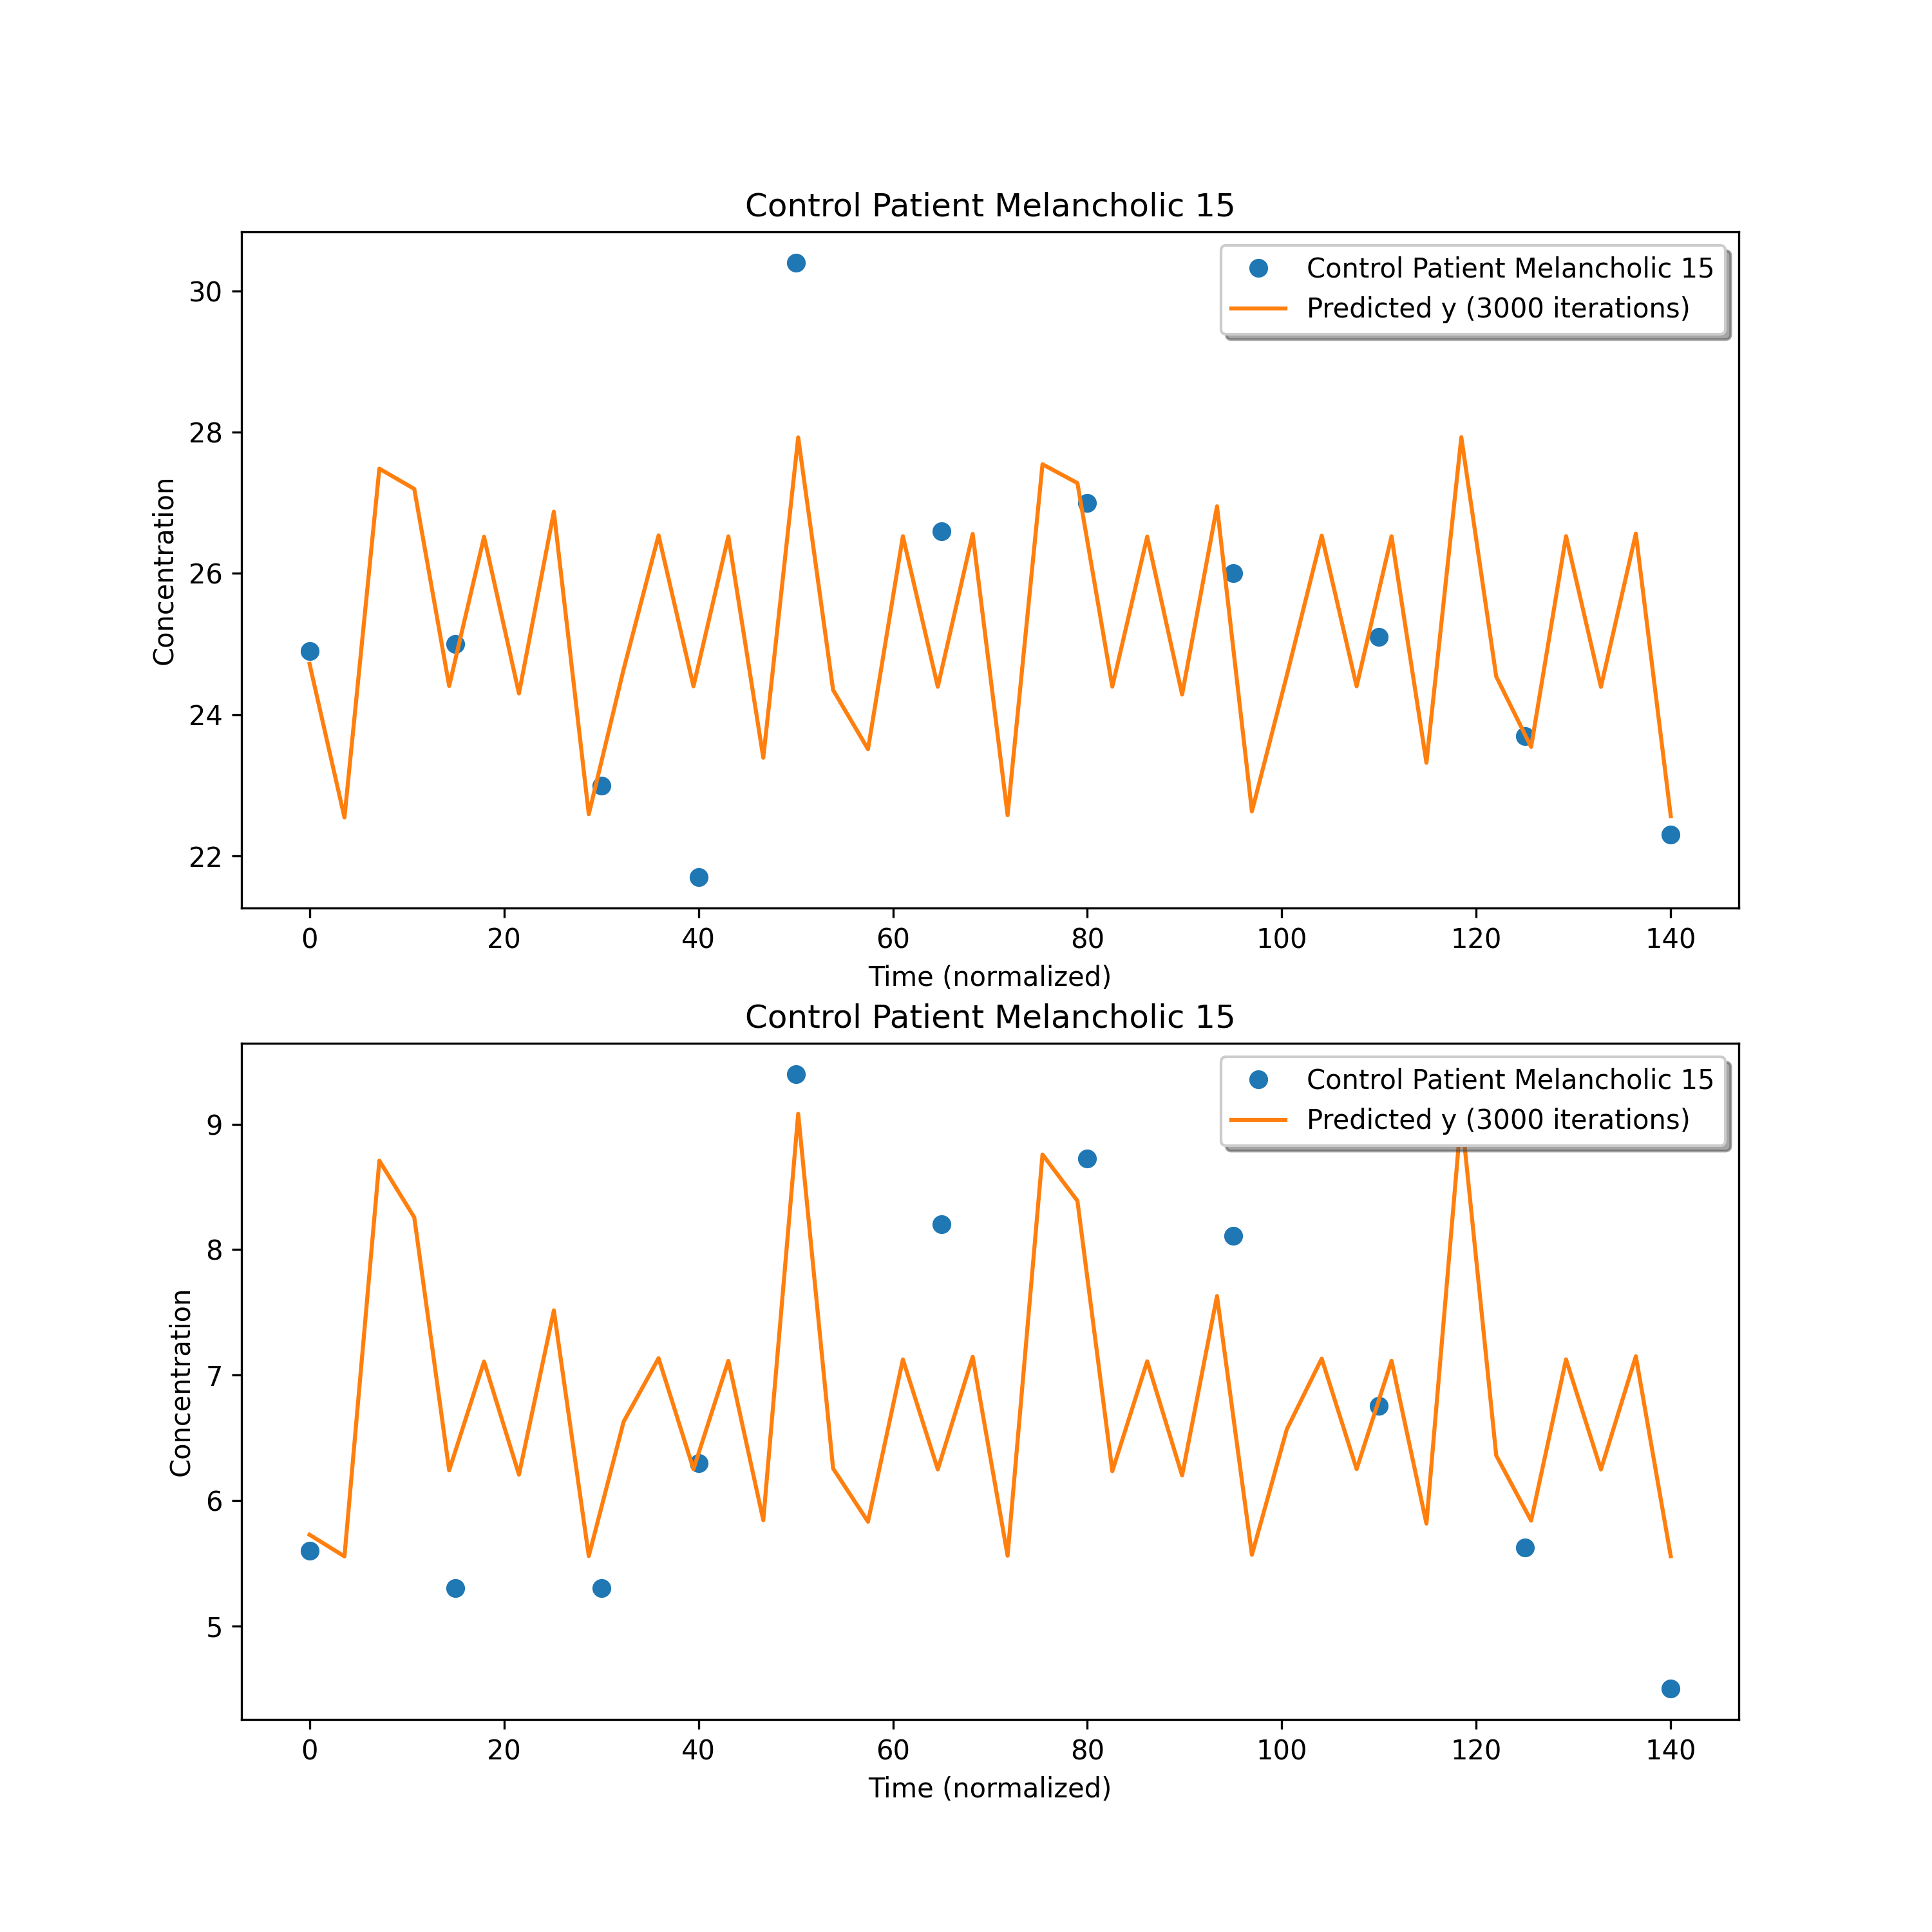 Control Patient Melancholic 15
Control Patient Melancholic 15
Predicted y (3000 iterations)
Concentration
30
28
26
24
22
0 20 40 60 80 100 120 140
Time (normalized)
Control Patient Melancholic 15
Control Patient Melancholic 15
Predicted y (3000 iterations)
Concentration
9
8
7
6
5
0 20 40 60 80 100 120 140
Time (normalized)